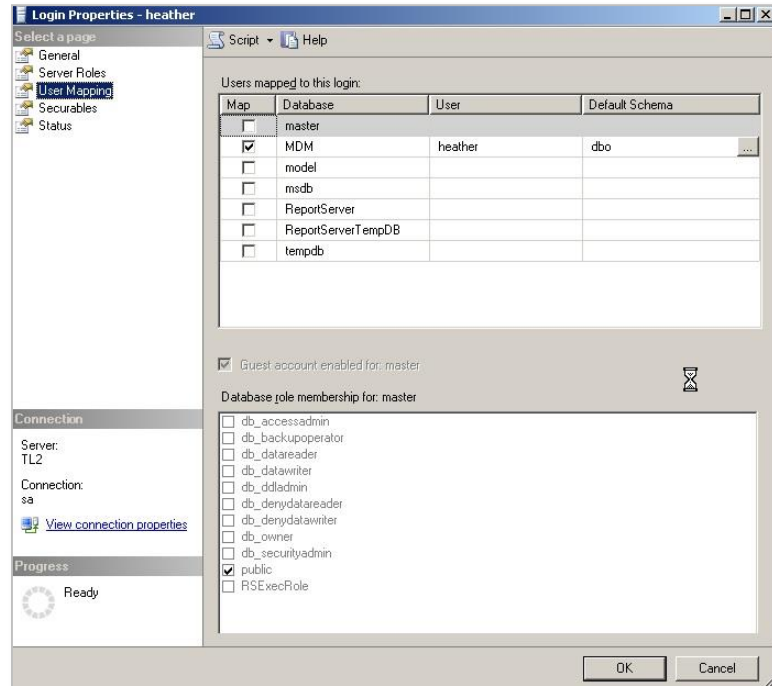 Login Properties - heather
Select a page
General
Server Roles
User Mapping
Securables
Status
Script Help
Users mapped to this login:
Map Database User Default Schema
master
MDM heather dbo ...
model
msdb
ReportServer
ReportServerTempDB
tempdb
Guest account enabled for: master
Database role membership for: master
db_accessadmin
db_backupoperator
db_datareader
db_datawriter
db_ddladmin
db_denydatareader
db_denydatawriter
db_owner
db_securityadmin
public
RSExecRole
Connection
Server:
TL2
Connection:
sa
View connection properties
Progress
Ready
OK Cancel